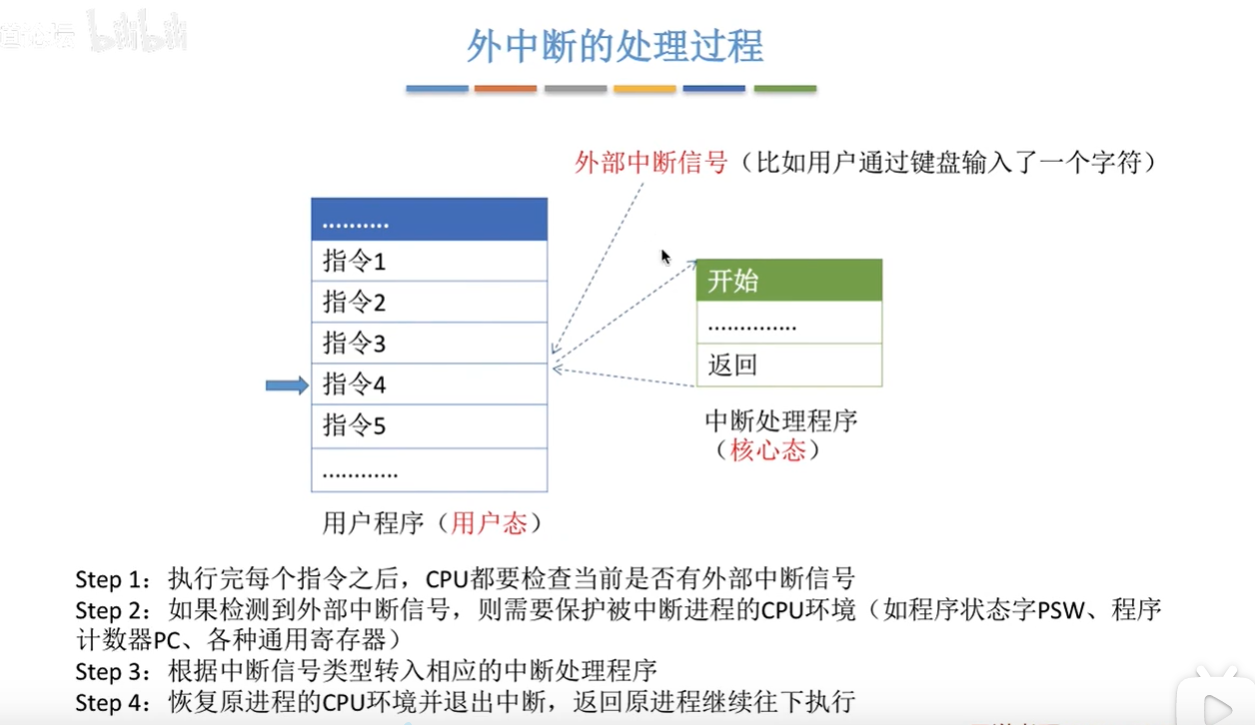 bilibili
外中断的处理过程
外部中断信号（比如用户通过键盘输入了一个字符）
..........
指令1
指令2
指令3
指令4
指令5
............
用户程序（用户态）
开始
..............
返回
中断处理程序
（核心态）
Step 1：执行完每个指令之后，CPU都要检查当前是否有外部中断信号
Step 2：如果检测到外部中断信号，则需要保护被中断进程的CPU环境（如程序状态字PSW、程序
计数器PC、各种通用寄存器）
Step 3：根据中断信号类型转入相应的中断处理程序
Step 4：恢复原进程的CPU环境并退出中断，返回原进程继续往下执行